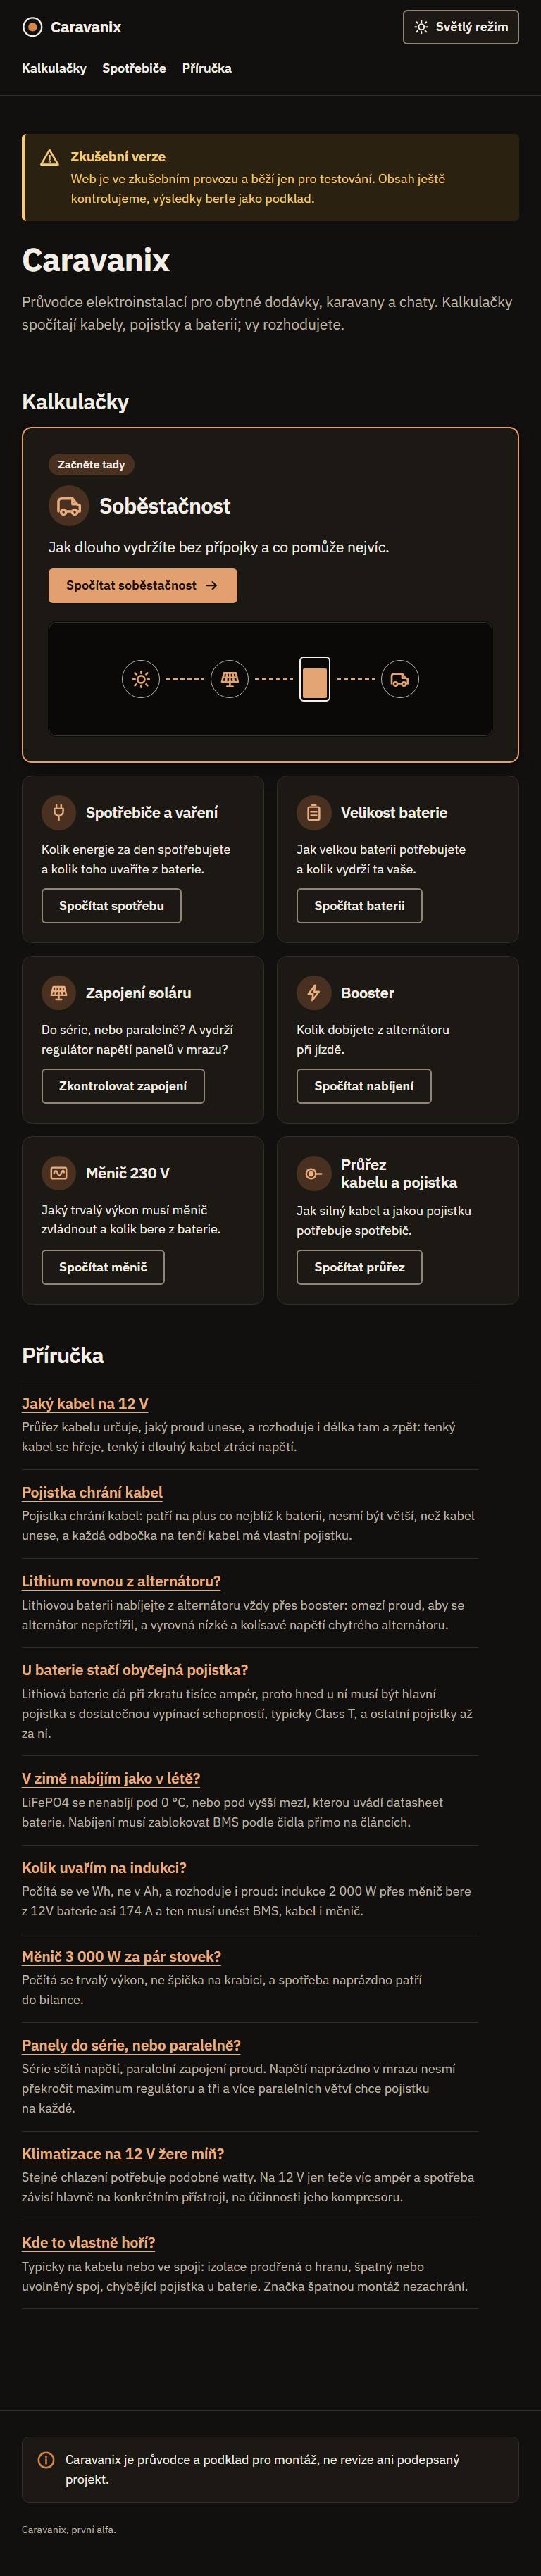 Caravanix
Světlý režim
Kalkulačky Spotřebiče Příručka
Zkušební verze
Web je ve zkušebním provozu a běží jen pro testování. Obsah ještě
kontrolujeme, výsledky berte jako podklad.
Caravanix
Průvodce elektroinstalací pro obytné dodávky, karavany a chaty. Kalkulačky
spočítají kabely, pojistky a baterii; vy rozhodujete.
Kalkulačky
Začněte tady
Soběstačnost
Jak dlouho vydržíte bez přípojky a co pomůže nejvíc.
Spočítat soběstačnost →
Spotřebiče a vaření
Kolik energie za den spotřebujete
a kolik toho uvaříte z baterie.
Spočítat spotřebu
Velikost baterie
Jak velkou baterii potřebujete
a kolik vydrží ta vaše.
Spočítat baterii
Zapojení soláru
Do série, nebo paralelně? A vydrží
regulátor napětí panelů v mrazu?
Zkontrolovat zapojení
Booster
Kolik dobijete z alternátoru
při jízdě.
Spočítat nabíjení
Měnič 230 V
Jaký trvalý výkon musí měnič
zvládnout a kolik bere z baterie.
Spočítat měnič
Průřez
kabelu a pojistka
Jak silný kabel a jakou pojistku
potřebuje spotřebič.
Spočítat průřez
Příručka
Jaký kabel na 12 V
Průřez kabelu určuje, jaký proud unese, a rozhoduje i délka tam a zpět: tenký
kabel se hřeje, tenký i dlouhý kabel ztrácí napětí.
Pojistka chrání kabel
Pojistka chrání kabel: patří na plus co nejblíž k baterii, nesmí být větší, než kabel
unese, a každá odbočka na tenčí kabel má vlastní pojistku.
Lithium rovnou z alternátoru?
Lithiovou baterii nabíjejte z alternátoru vždy přes booster: omezí proud, aby se
alternátor nepřetížil, a vyrovná nízké a kolísavé napětí chytrého alternátoru.
U baterie stačí obyčejná pojistka?
Lithiová baterie dá při zkratu tisíce ampér, proto hned u ní musí být hlavní
pojistka s dostatečnou vypínací schopností, typicky Class T, a ostatní pojistky až
za ní.
V zimě nabíjím jako v létě?
LiFePO4 se nenabíjí pod 0 °C, nebo pod vyšší mezí, kterou uvádí datasheet
baterie. Nabíjení musí zablokovat BMS podle čidla přímo na článcích.
Kolik uvařím na indukci?
Počítá se ve Wh, ne v Ah, a rozhoduje i proud: indukce 2 000 W přes měnič bere
z 12V baterie asi 174 A a ten musí unést BMS, kabel i měnič.
Měnič 3 000 W za pár stovek?
Počítá se trvalý výkon, ne špička na krabici, a spotřeba naprázdno patří
do bilance.
Panely do série, nebo paralelně?
Série sčítá napětí, paralelní zapojení proud. Napětí naprázdno v mrazu nesmí
překročit maximum regulátoru a tři a více paralelních větví chce pojistku
na každé.
Klimatizace na 12 V žere míň?
Stejné chlazení potřebuje podobné watty. Na 12 V jen teče víc ampér a spotřeba
závisí hlavně na konkrétním přístroji, na účinnosti jeho kompresoru.
Kde to vlastně hoří?
Typicky na kabelu nebo ve spoji: izolace prodřená o hranu, špatný nebo
uvolněný spoj, chybějící pojistka u baterie. Značka špatnou montáž nezachrání.
Caravanix je průvodce a podklad pro montáž, ne revize ani podepsaný
projekt.
Caravanix, první alfa.